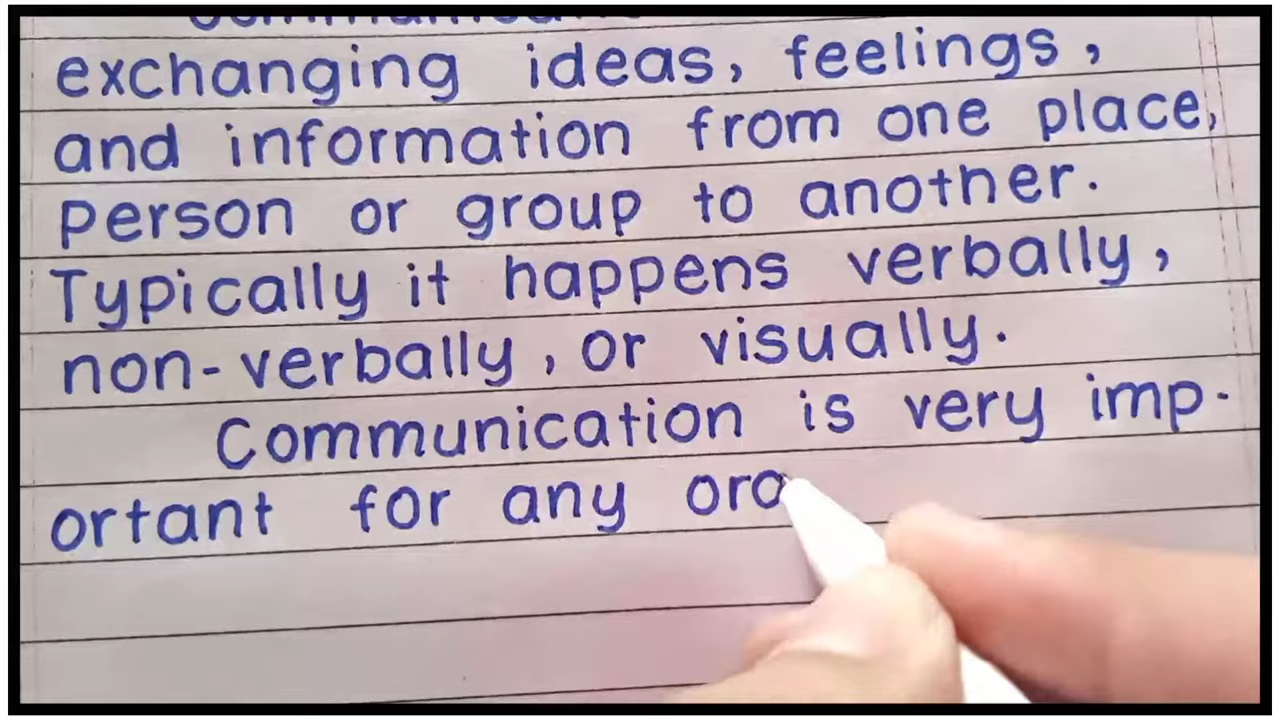 exchanging ideas, feelings,
and information from one place,
person or group to another.
Typically it happens verbally,
non-verbally, or visually.
Communication is very imp-
ortant for any